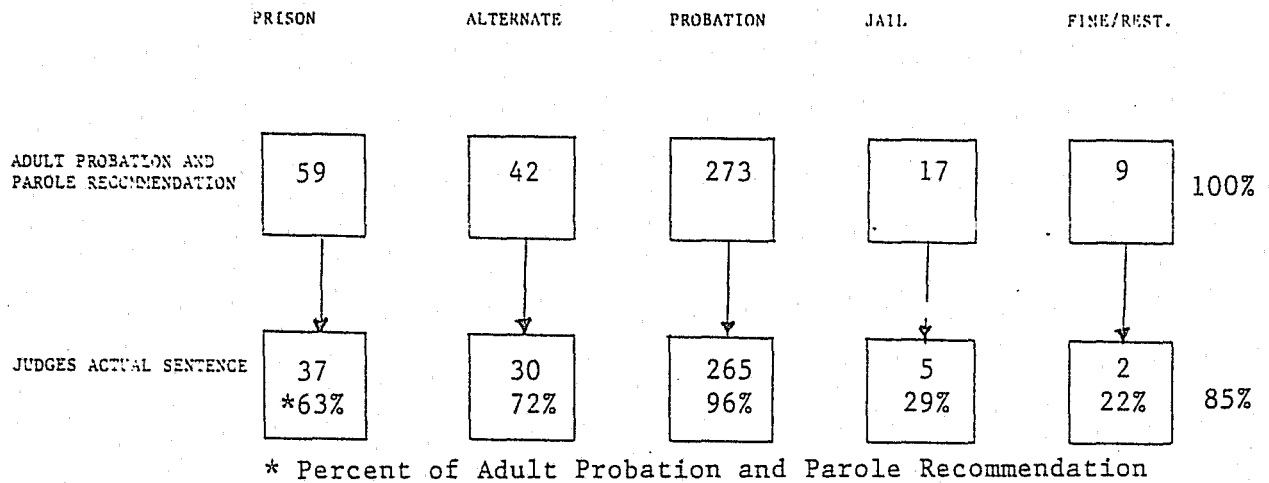 PRISON ALTERNATE PROBATION JAIL FINE/REST.
ADULT PROBATION AND
PAROLE RECOMMENDATION
59 42 273 17 9 100%
JUDGES ACTUAL SENTENCE
37 30 265 5 2
*63% 72% 96% 29% 22% 85%
* Percent of Adult Probation and Parole Recommendation